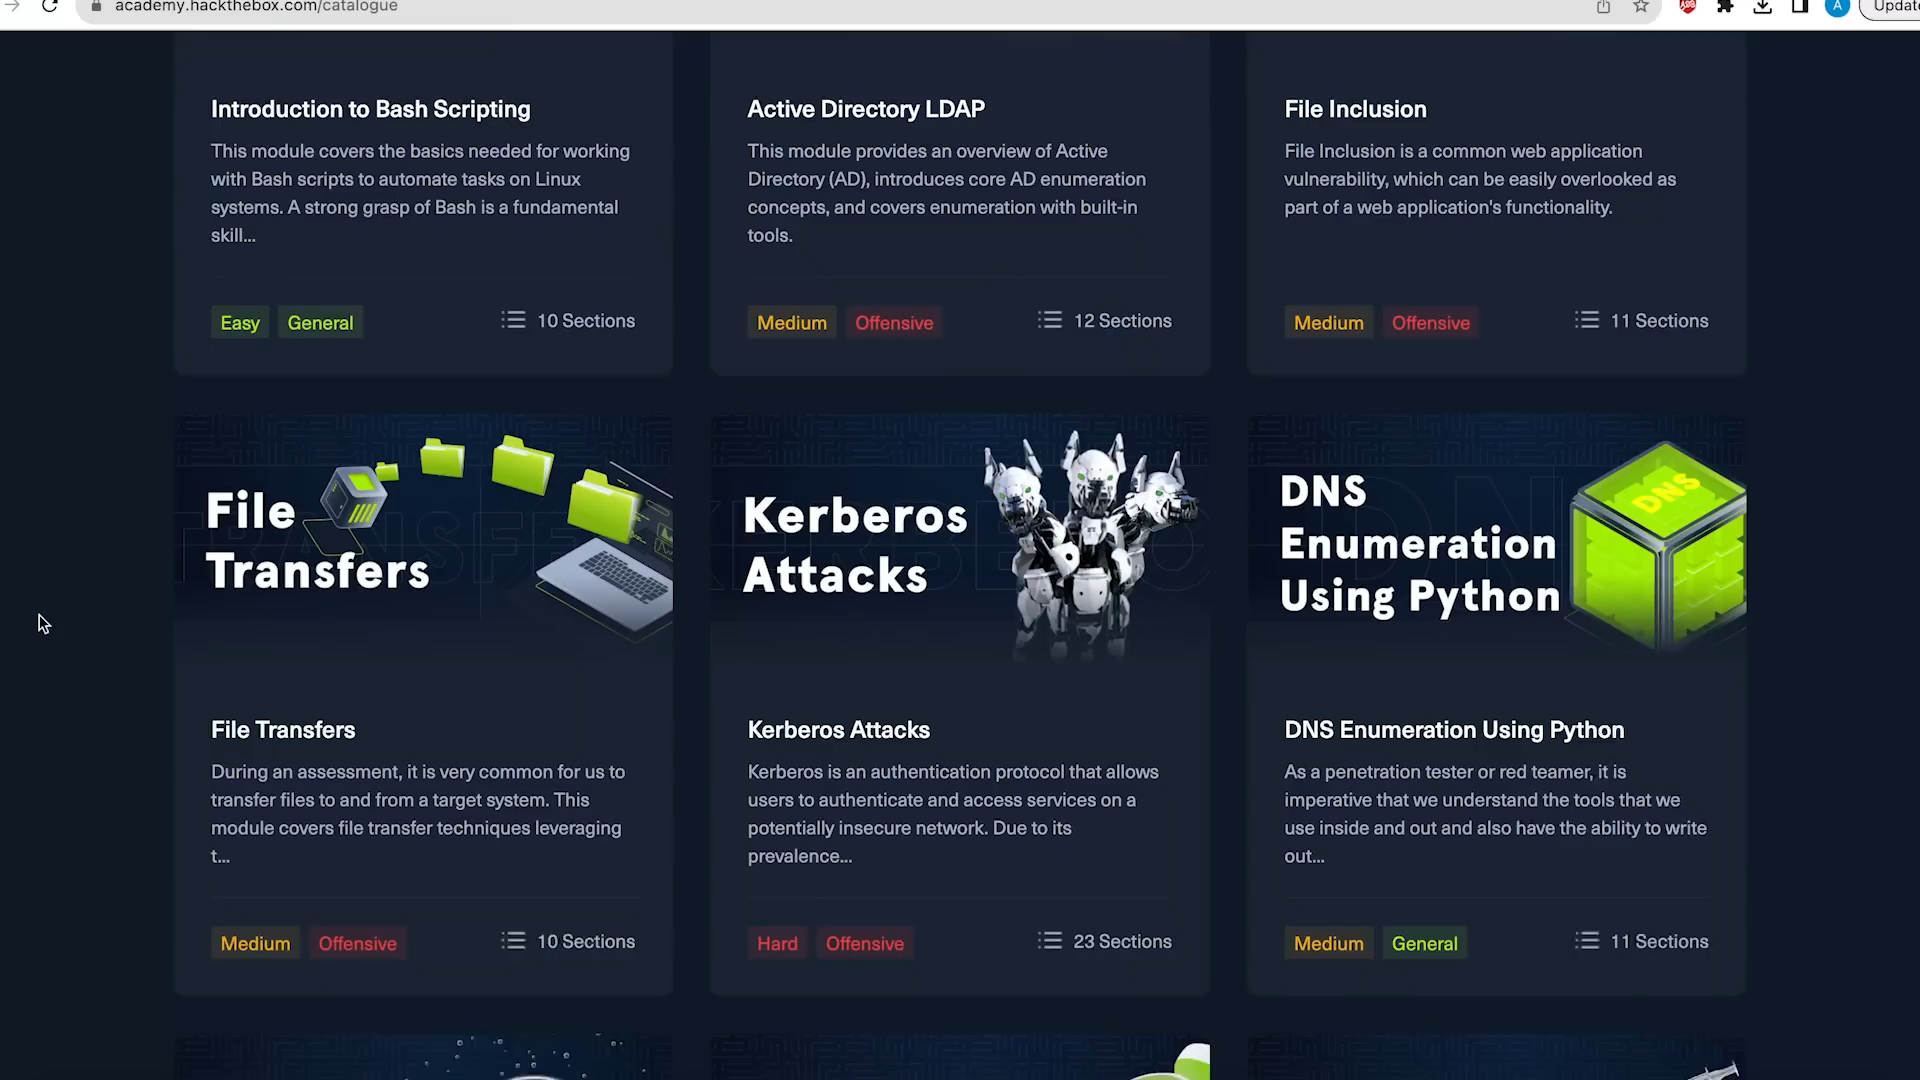 academy.hackthebox.com/catalogue
Introduction to Bash Scripting
This module covers the basics needed for working
with Bash scripts to automate tasks on Linux
systems. A strong grasp of Bash is a fundamental
skill...
Easy General 10 Sections
Active Directory LDAP
This module provides an overview of Active
Directory (AD), introduces core AD enumeration
concepts, and covers enumeration with built-in
tools.
Medium Offensive 12 Sections
File Inclusion
File Inclusion is a common web application
vulnerability, which can be easily overlooked as
part of a web application's functionality.
Medium Offensive 11 Sections
File
Transfers
File Transfers
During an assessment, it is very common for us to
transfer files to and from a target system. This
module covers file transfer techniques leveraging
t...
Medium Offensive 10 Sections
Kerberos
Attacks
Kerberos Attacks
Kerberos is an authentication protocol that allows
users to authenticate and access services on a
potentially insecure network. Due to its
prevalence...
Hard Offensive 23 Sections
DNS
Enumeration
Using Python
DNS
DNS Enumeration Using Python
As a penetration tester or red teamer, it is
imperative that we understand the tools that we
use inside and out and also have the ability to write
out...
Medium General 11 Sections